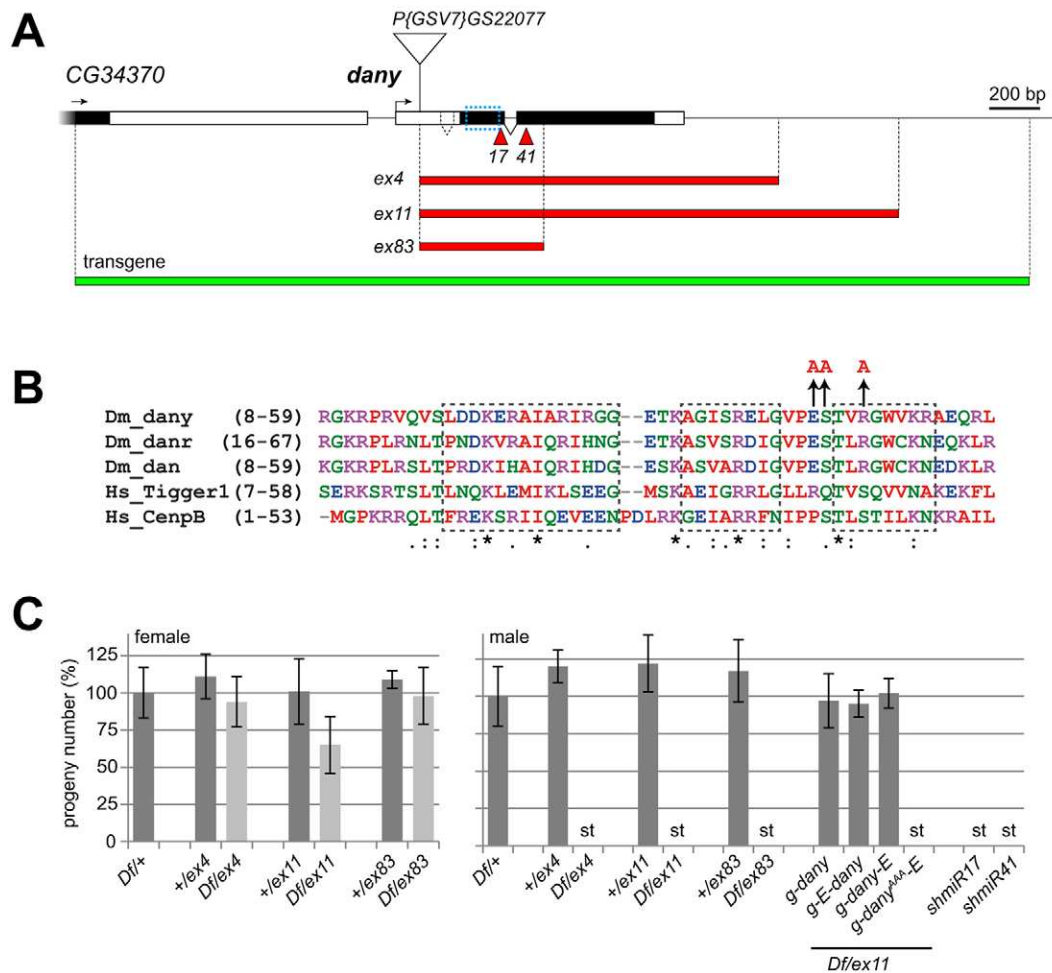 A
P{GSV7}GS22077
CG34370
dany
200 bp
17 41
ex4
ex11
ex83
transgene
B
AA A
Dm_dany (8-59) RGKRPRVQVSLDDKERAIARIRGG--ETKAGISRELGVPESTVRGWVKRAEQRL
Dm_danr (16-67) RGKRPLRNLTPNDKVRAIQRIHNG--ETKASVSRELGVPESTLRGWCKNEQKLR
Dm_dan (8-59) KGKRPLRSLTPRDKIHAIQRIHDG--ESKASVARDIGVPESTLRGWCKNEDKLR
Hs_Tigger1 (7-58) SERKSRTSLTLNQKLEMIKLSEEG--MSKAEIGRRLGLLRQTVSQVVNAKEKFL
Hs_CenpB (1-53) -MGPKRRQLTFREKSRIIQEVEENPDLRKGEIARRFNIPPSTLSTILKNKRAIL
.:: * . * . *. :..* : : * : :
C
female
male
progeny number (%)
125
100
75
50
25
0
st st st st st st
Df/+ +/ex4 Df/ex4 +/ex11 Df/ex11 +/ex83 Df/ex83
Df/+ +/ex4 Df/ex4 +/ex11 Df/ex11 +/ex83 Df/ex83 g-dany g-E-dany g-dany-E g-danyAAA-E shmiR17 shmiR41
Df/ex11